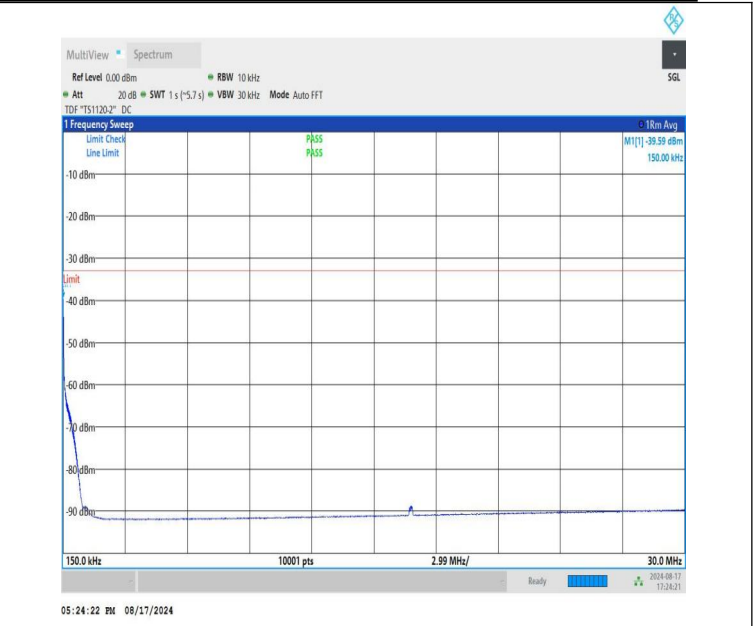 MultiView Spectrum
Ref Level 0.00 dBm RBW 10 kHz SGL
Att 20 dB SWT 1 s (~5.7 s) VBW 30 kHz Mode Auto FFT
TDF "TS1120-2" DC
1 Frequency Sweep 1Rm Avg
Limit Check PASS M1[1] -39.59 dBm
Line Limit PASS 150.00 kHz
-10 dBm
-20 dBm
-30 dBm
Limit
-40 dBm
-50 dBm
-60 dBm
-70 dBm
-80 dBm
-90 dBm
150.0 kHz 10001 pts 2.99 MHz/ 30.0 MHz
Ready 2024-08-17
17:24:21
05:24:22 PM 08/17/2024